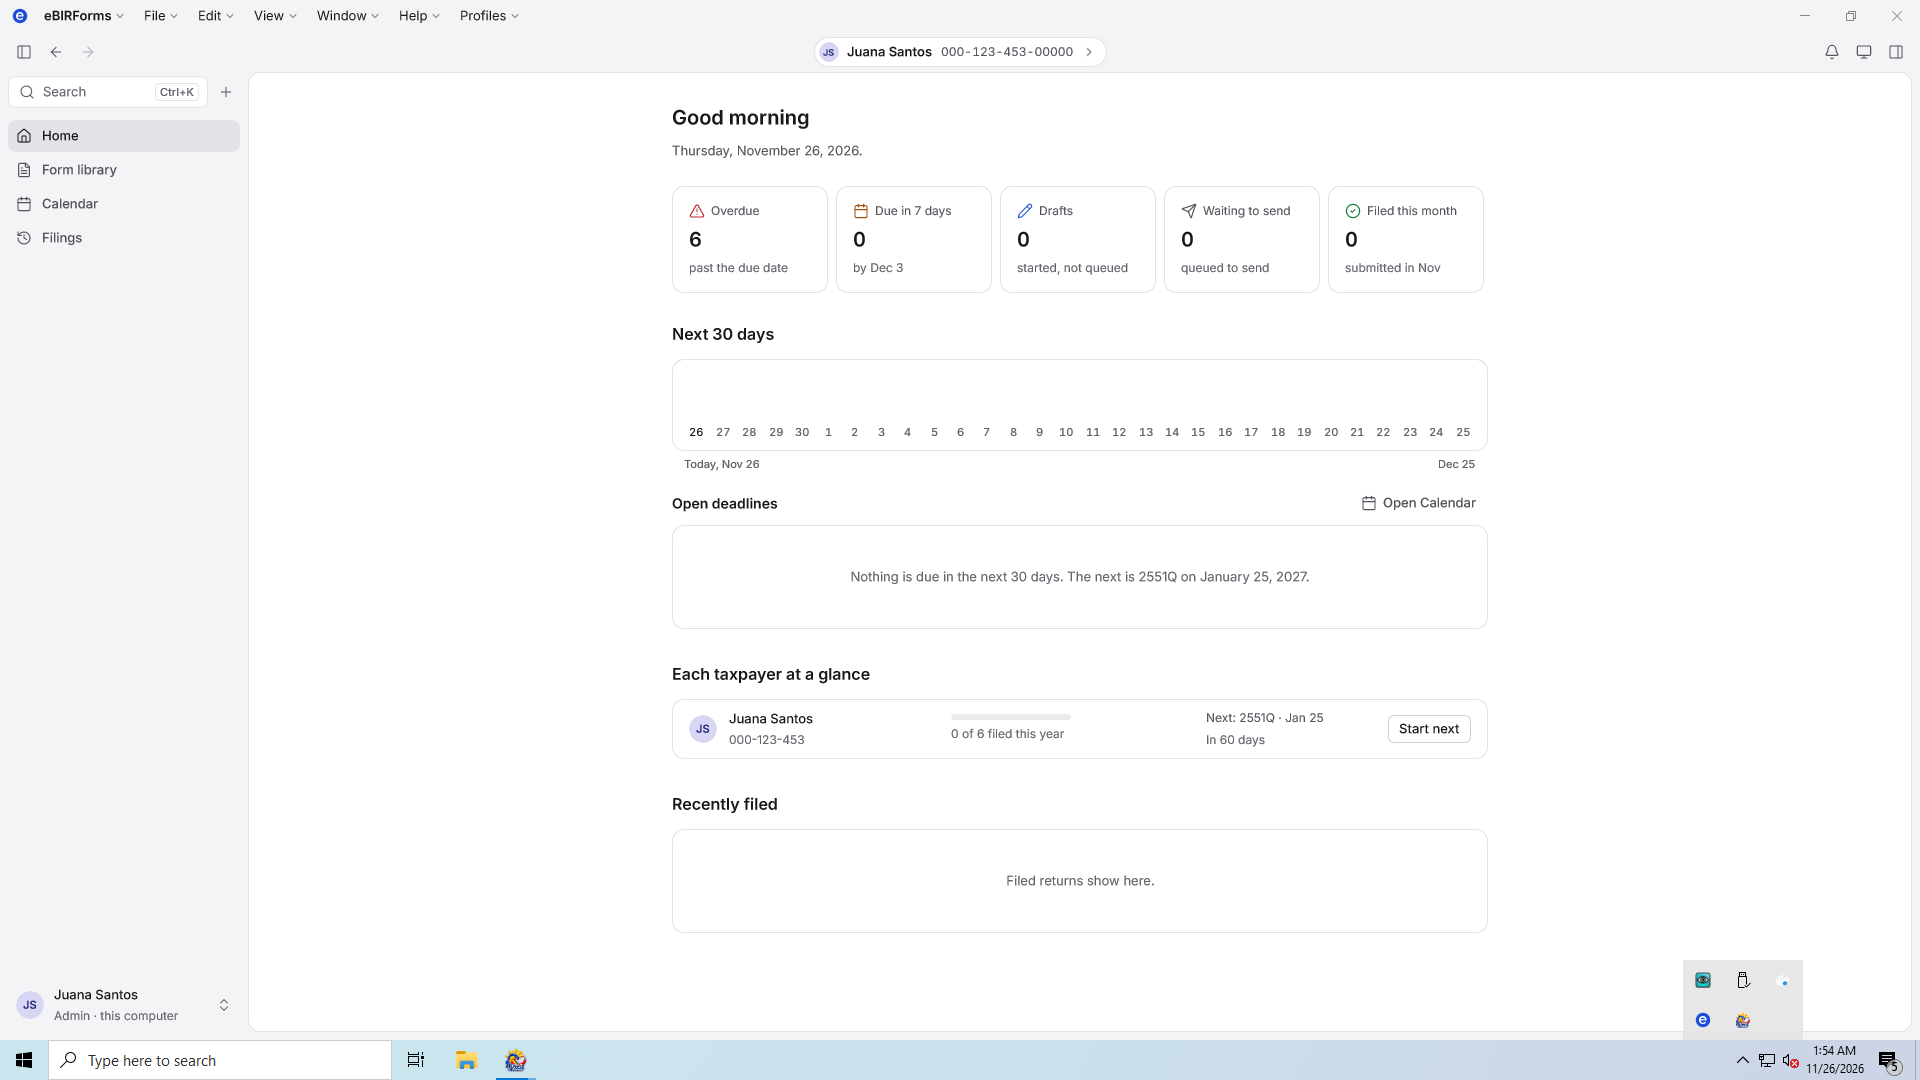 eBIRForms File Edit View Window Help Profiles
JS Juana Santos 000-123-453-00000
Search Ctrl+K
Home
Form library
Calendar
Filings
Good morning
Thursday, November 26, 2026.
Overdue
6
past the due date
Due in 7 days
0
by Dec 3
Drafts
0
started, not queued
Waiting to send
0
queued to send
Filed this month
0
submitted in Nov
Next 30 days
26 27 28 29 30 1 2 3 4 5 6 7 8 9 10 11 12 13 14 15 16 17 18 19 20 21 22 23 24 25
Today, Nov 26 Dec 25
Open deadlines Open Calendar
Nothing is due in the next 30 days. The next is 2551Q on January 25, 2027.
Each taxpayer at a glance
JS
Juana Santos
000-123-453
0 of 6 filed this year
Next: 2551Q · Jan 25
In 60 days
Start next
Recently filed
Filed returns show here.
JS
Juana Santos
Admin · this computer
Type here to search
1:54 AM
11/26/2026
5